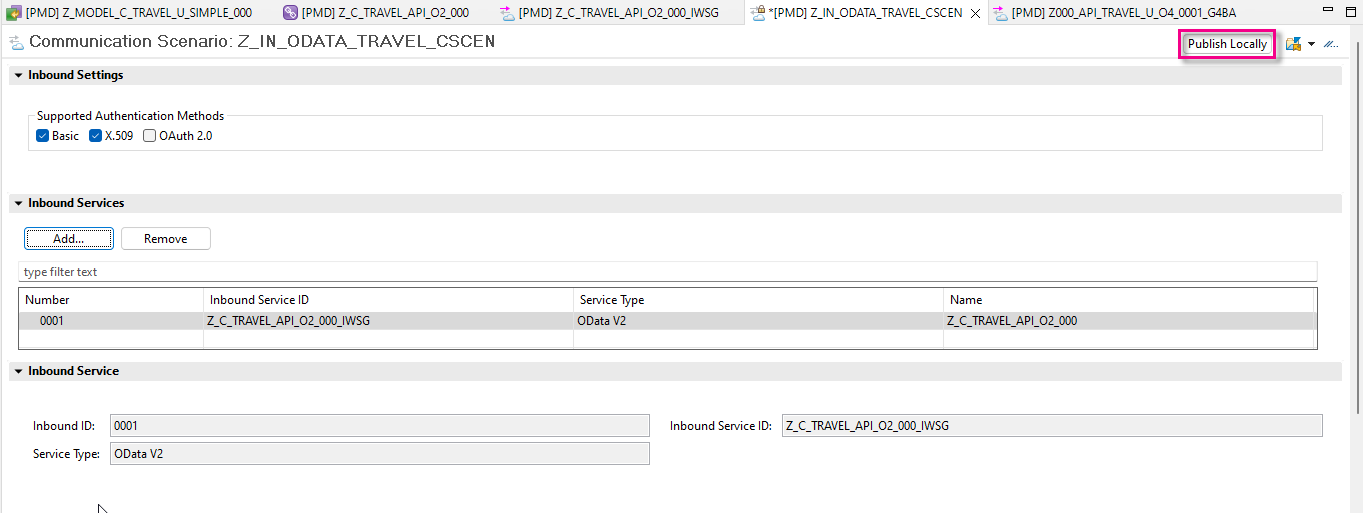 [PMD] Z_MODEL_C_TRAVEL_U_SIMPLE_000 [PMD] Z_C_TRAVEL_API_O2_000 [PMD] Z_C_TRAVEL_API_O2_000_IWSG *[PMD] Z_IN_ODATA_TRAVEL_CSCEN [PMD] Z000_API_TRAVEL_U_O4_0001_G4BA
Communication Scenario: Z_IN_ODATA_TRAVEL_CSCEN Publish Locally
Inbound Settings
Supported Authentication Methods
Basic X.509 OAuth 2.0
Inbound Services
Add... Remove
type filter text
Number Inbound Service ID Service Type Name
0001 Z_C_TRAVEL_API_O2_000_IWSG OData V2 Z_C_TRAVEL_API_O2_000
Inbound Service
Inbound ID: 0001 Inbound Service ID: Z_C_TRAVEL_API_O2_000_IWSG
Service Type: OData V2